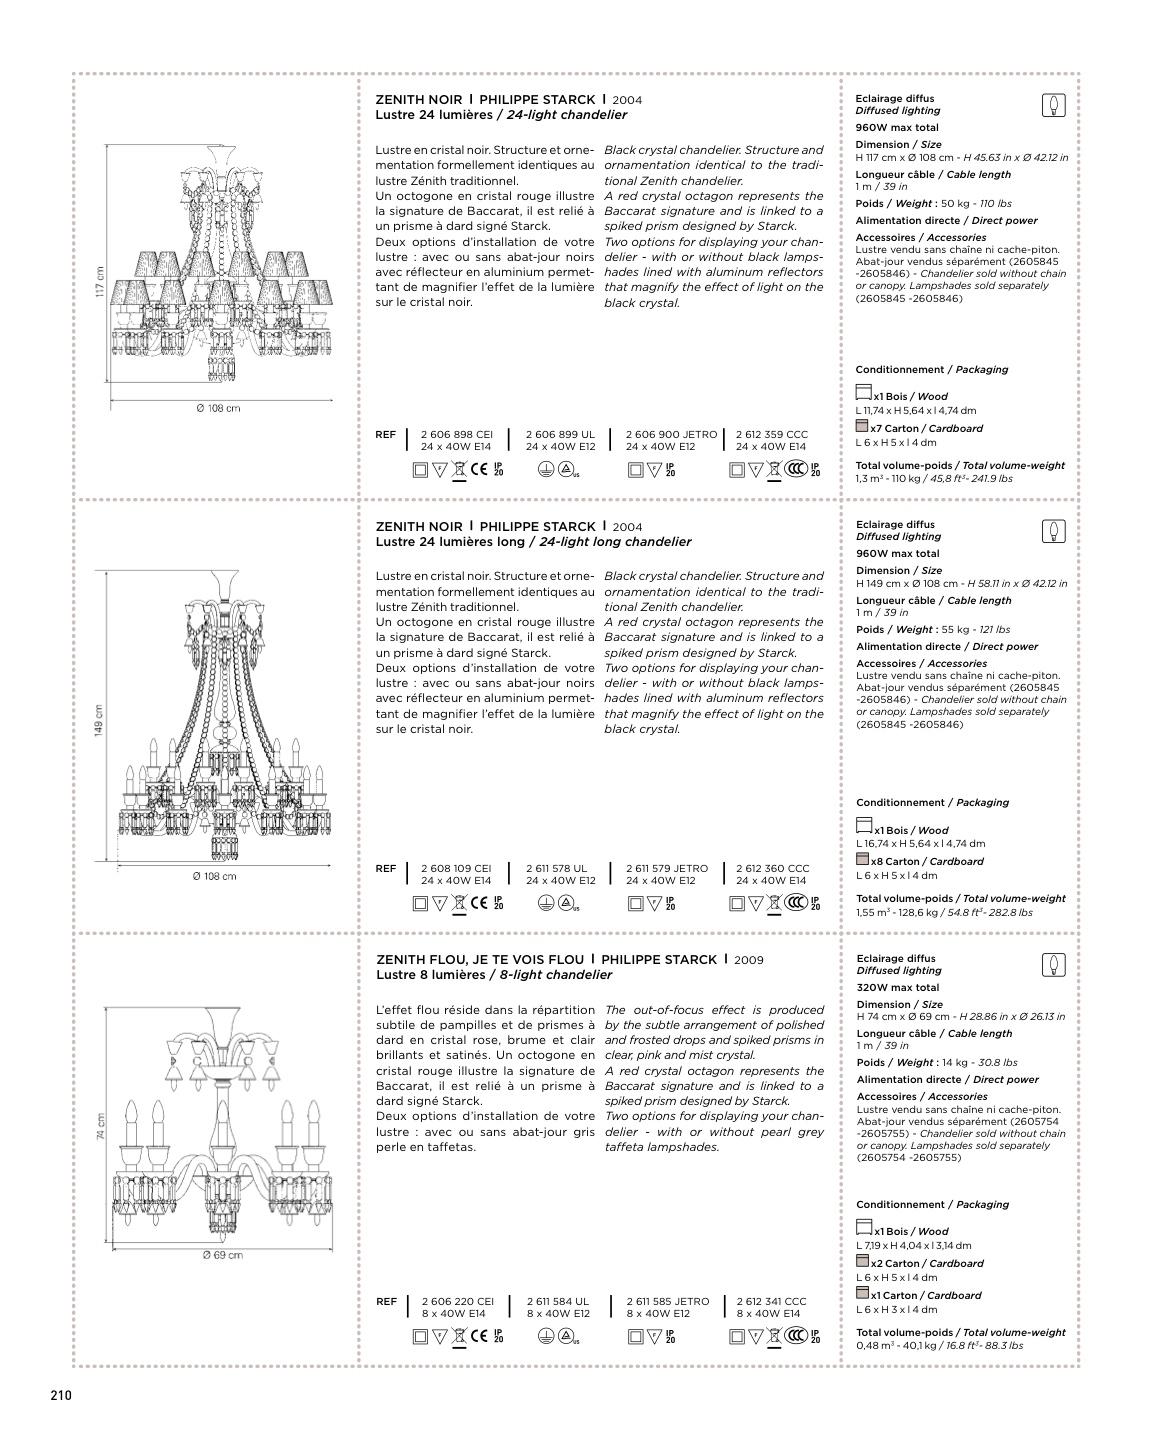 117 cm
Ø 108 cm
ZENITH NOIR I PHILIPPE STARCK I 2004
Lustre 24 lumières / 24-light chandelier
Lustre en cristal noir. Structure et orne-
mentation formellement identiques au
lustre Zénith traditionnel.
Un octogone en cristal rouge illustre
la signature de Baccarat, il est relié à
un prisme à dard signé Starck.
Deux options d'installation de votre
lustre : avec ou sans abat-jour noirs
avec réflecteur en aluminium permet-
tant de magnifier l'effet de la lumière
sur le cristal noir.
Black crystal chandelier. Structure and
ornamentation identical to the tradi-
tional Zenith chandelier.
A red crystal octagon represents the
Baccarat signature and is linked to a
spiked prism designed by Starck.
Two options for displaying your chan-
delier - with or without black lamps-
hades lined with aluminum reflectors
that magnify the effect of light on the
black crystal.
REF
2 606 898 CEI
24 x 40W E14
2 606 899 UL
24 x 40W E12
2 606 900 JETRO
24 x 40W E12
2 612 359 CCC
24 x 40W E14
F CE IP 20
US
F IP 20
F CCC IP 20
Eclairage diffus
Diffused lighting
960W max total
Dimension / Size
H 117 cm x Ø 108 cm - H 45.63 in x Ø 42.12 in
Longueur câble / Cable length
1 m / 39 in
Poids / Weight : 50 kg - 110 lbs
Alimentation directe / Direct power
Accessoires / Accessories
Lustre vendu sans chaîne ni cache-piton.
Abat-jour vendus séparément (2605845
-2605846) - Chandelier sold without chain
or canopy. Lampshades sold separately
(2605845 -2605846)
Conditionnement / Packaging
x1 Bois / Wood
L 11,74 x H 5,64 x l 4,74 dm
x7 Carton / Cardboard
L 6 x H 5 x l 4 dm
Total volume-poids / Total volume-weight
1,3 m³ - 110 kg / 45,8 ft³- 241.9 lbs
149 cm
Ø 108 cm
ZENITH NOIR I PHILIPPE STARCK I 2004
Lustre 24 lumières long / 24-light long chandelier
Lustre en cristal noir. Structure et orne-
mentation formellement identiques au
lustre Zénith traditionnel.
Un octogone en cristal rouge illustre
la signature de Baccarat, il est relié à
un prisme à dard signé Starck.
Deux options d'installation de votre
lustre : avec ou sans abat-jour noirs
avec réflecteur en aluminium permet-
tant de magnifier l'effet de la lumière
sur le cristal noir.
Black crystal chandelier. Structure and
ornamentation identical to the tradi-
tional Zenith chandelier.
A red crystal octagon represents the
Baccarat signature and is linked to a
spiked prism designed by Starck.
Two options for displaying your chan-
delier - with or without black lamps-
hades lined with aluminum reflectors
that magnify the effect of light on the
black crystal.
REF
2 608 109 CEI
24 x 40W E14
2 611 578 UL
24 x 40W E12
2 611 579 JETRO
24 x 40W E12
2 612 360 CCC
24 x 40W E14
F CE IP 20
US
F IP 20
F CCC IP 20
Eclairage diffus
Diffused lighting
960W max total
Dimension / Size
H 149 cm x Ø 108 cm - H 58.11 in x Ø 42.12 in
Longueur câble / Cable length
1 m / 39 in
Poids / Weight : 55 kg - 121 lbs
Alimentation directe / Direct power
Accessoires / Accessories
Lustre vendu sans chaîne ni cache-piton.
Abat-jour vendus séparément (2605845
-2605846) - Chandelier sold without chain
or canopy. Lampshades sold separately
(2605845 -2605846)
Conditionnement / Packaging
x1 Bois / Wood
L 16,74 x H 5,64 x l 4,74 dm
x8 Carton / Cardboard
L 6 x H 5 x l 4 dm
Total volume-poids / Total volume-weight
1,55 m³ - 128,6 kg / 54.8 ft³- 282.8 lbs
74 cm
Ø 69 cm
ZENITH FLOU, JE TE VOIS FLOU I PHILIPPE STARCK I 2009
Lustre 8 lumières / 8-light chandelier
L'effet flou réside dans la répartition
subtile de pampilles et de prismes à
dard en cristal rose, brume et clair
brillants et satinés. Un octogone en
cristal rouge illustre la signature de
Baccarat, il est relié à un prisme à
dard signé Starck.
Deux options d'installation de votre
lustre : avec ou sans abat-jour gris
perle en taffetas.
The out-of-focus effect is produced
by the subtle arrangement of polished
and frosted drops and spiked prisms in
clear, pink and mist crystal.
A red crystal octagon represents the
Baccarat signature and is linked to a
spiked prism designed by Starck.
Two options for displaying your chan-
delier - with or without pearl grey
taffeta lampshades.
REF
2 606 220 CEI
8 x 40W E14
2 611 584 UL
8 x 40W E12
2 611 585 JETRO
8 x 40W E12
2 612 341 CCC
8 x 40W E14
F CE IP 20
US
F IP 20
F CCC IP 20
Eclairage diffus
Diffused lighting
320W max total
Dimension / Size
H 74 cm x Ø 69 cm - H 28.86 in x Ø 26.13 in
Longueur câble / Cable length
1 m / 39 in
Poids / Weight : 14 kg - 30.8 lbs
Alimentation directe / Direct power
Accessoires / Accessories
Lustre vendu sans chaîne ni cache-piton.
Abat-jour vendus séparément (2605754
-2605755) - Chandelier sold without chain
or canopy. Lampshades sold separately
(2605754 -2605755)
Conditionnement / Packaging
x1 Bois / Wood
L 7,19 x H 4,04 x l 3,14 dm
x2 Carton / Cardboard
L 6 x H 5 x l 4 dm
x1 Carton / Cardboard
L 6 x H 3 x l 4 dm
Total volume-poids / Total volume-weight
0,48 m³ - 40,1 kg / 16.8 ft³- 88.3 lbs
210